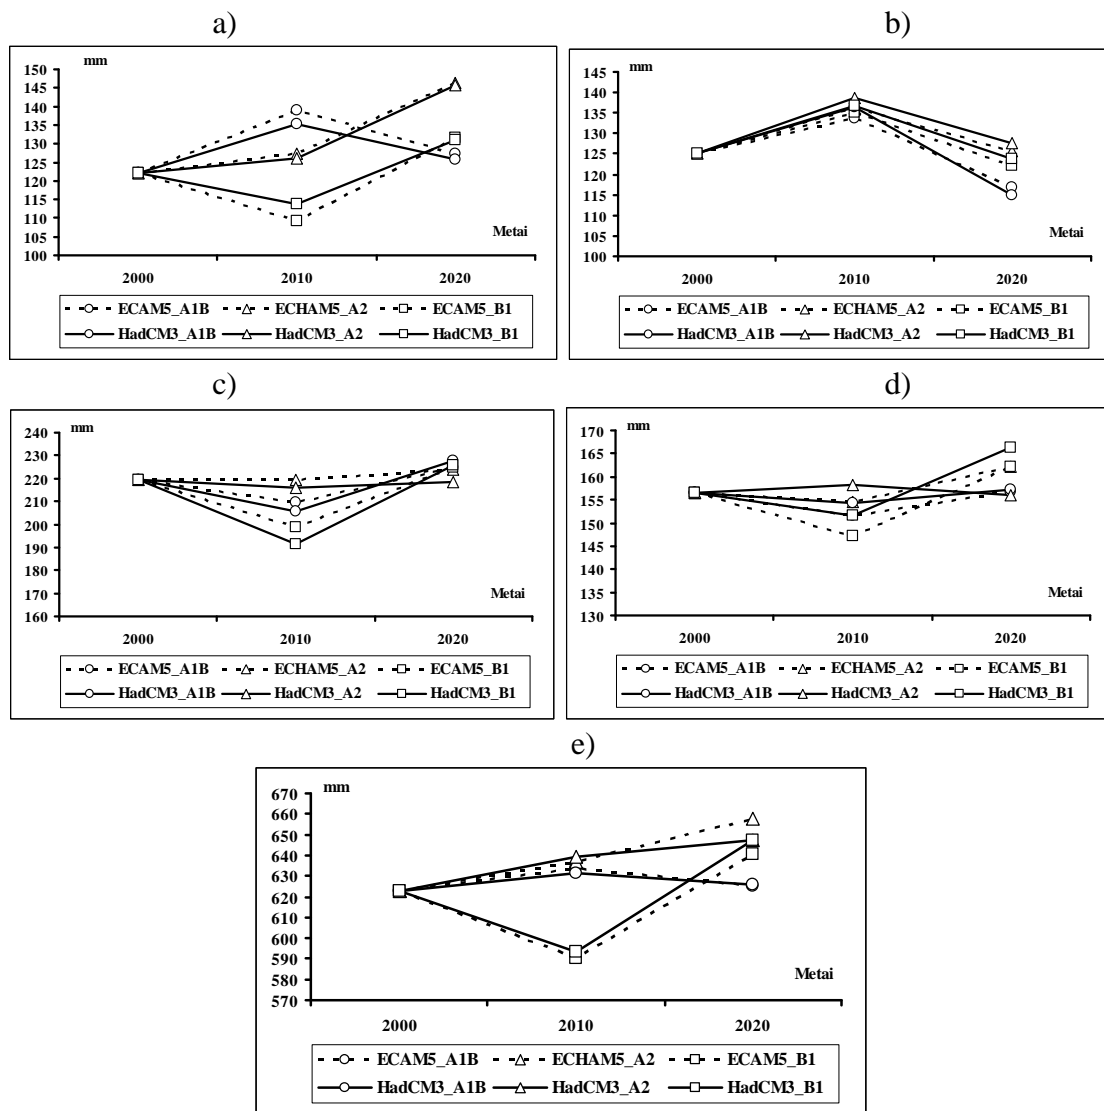 a)
mm
150
145
140
135
130
125
120
115
110
105
100
Metai
2000 2010 2020
ECAM5_A1B ECHAM5_A2 ECAM5_B1
HadCM3_A1B HadCM3_A2 HadCM3_B1
b)
mm
145
140
135
130
125
120
115
110
105
100
Metai
2000 2010 2020
ECAM5_A1B ECHAM5_A2 ECAM5_B1
HadCM3_A1B HadCM3_A2 HadCM3_B1
c)
mm
240
230
220
210
200
190
180
170
160
Metai
2000 2010 2020
ECAM5_A1B ECHAM5_A2 ECAM5_B1
HadCM3_A1B HadCM3_A2 HadCM3_B1
d)
mm
170
165
160
155
150
145
140
135
130
Metai
2000 2010 2020
ECAM5_A1B ECHAM5_A2 ECAM5_B1
HadCM3_A1B HadCM3_A2 HadCM3_B1
e)
mm
670
660
650
640
630
620
610
600
590
580
570
Metai
2000 2010 2020
ECAM5_A1B ECHAM5_A2 ECAM5_B1
HadCM3_A1B HadCM3_A2 HadCM3_B1